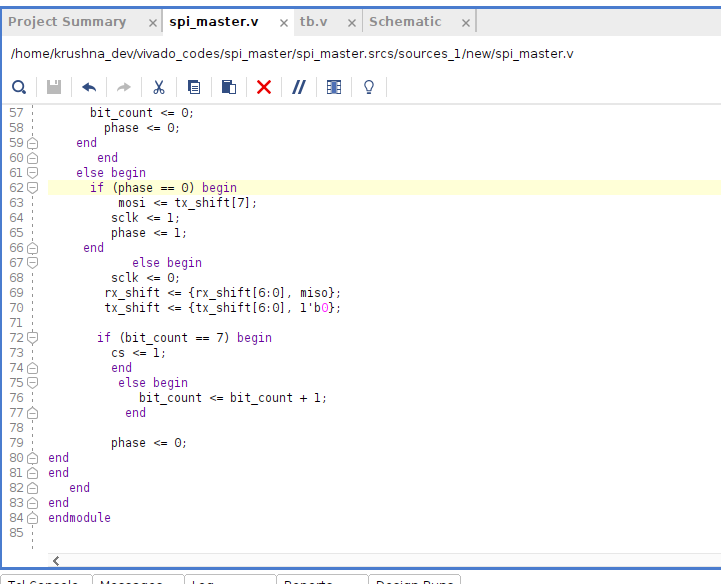 Project Summary × spi_master.v × tb.v × Schematic ×
/home/krushna_dev/vivado_codes/spi_master/spi_master.srcs/sources_1/new/spi_master.v
57 bit_count <= 0;
58 phase <= 0;
59 end
60 end
61 else begin
62 if (phase == 0) begin
63 mosi <= tx_shift[7];
64 sclk <= 1;
65 phase <= 1;
66 end
67 else begin
68 sclk <= 0;
69 rx_shift <= {rx_shift[6:0], miso};
70 tx_shift <= {tx_shift[6:0], 1'b0};
71
72 if (bit_count == 7) begin
73 cs <= 1;
74 end
75 else begin
76 bit_count <= bit_count + 1;
77 end
78
79 phase <= 0;
80 end
81 end
82 end
83 end
84 endmodule
85
Tcl Console Messages Log Reports Design Runs